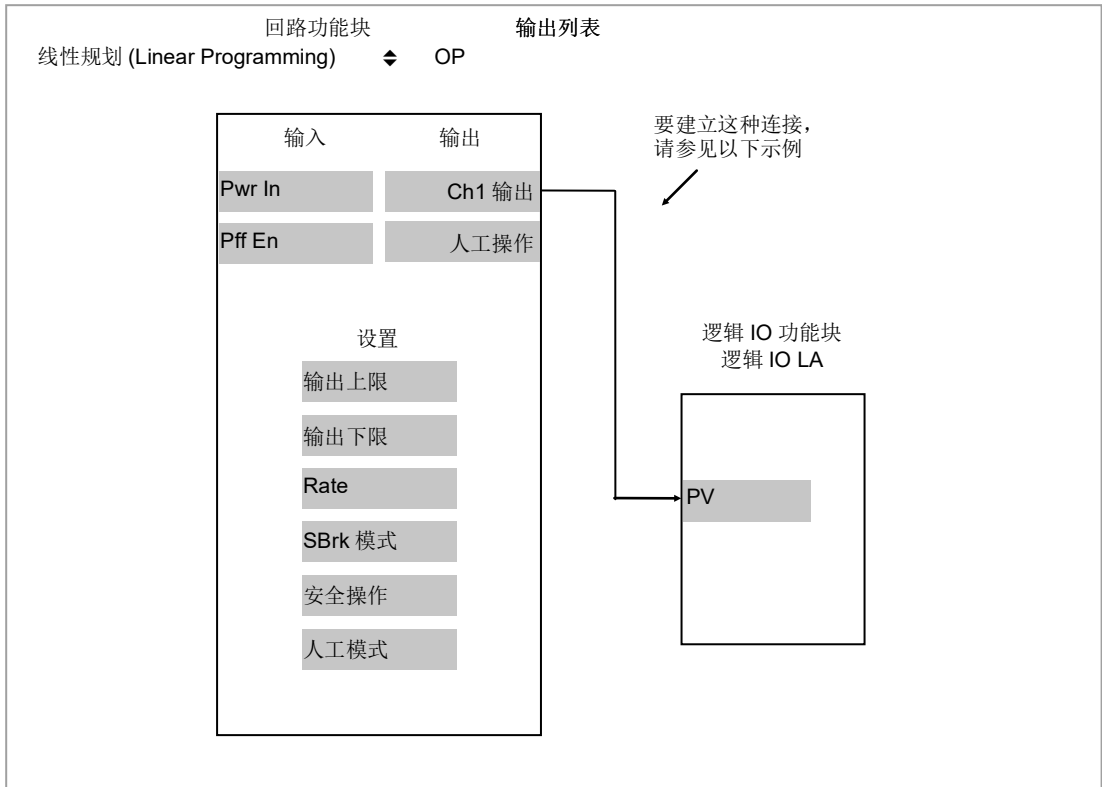 回路功能块 输出列表
线性规划 (Linear Programming) OP
要建立这种连接，
请参见以下示例
输入 输出
Pwr In Ch1 输出
Pff En 人工操作
设置
输出上限
输出下限
Rate
SBrk 模式
安全操作
人工模式
逻辑 IO 功能块
逻辑 IO LA
PV